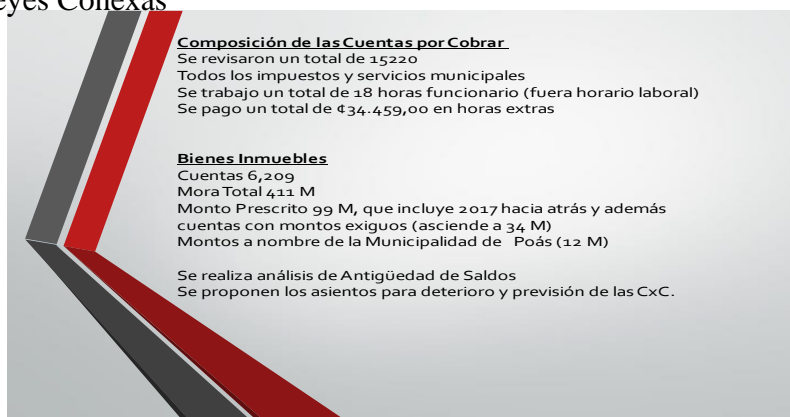 eyes Conexas
Composición de las Cuentas por Cobrar
Se revisaron un total de 15220
Todos los impuestos y servicios municipales
Se trabajo un total de 18 horas funcionario (fuera horario laboral)
Se pago un total de ¢34.459,00 en horas extras
Bienes Inmuebles
Cuentas 6,209
Mora Total 411 M
Monto Prescrito 99 M, que incluye 2017 hacia atrás y además
cuentas con montos exiguos (asciende a 34 M)
Montos a nombre de la Municipalidad de Poás (12 M)
Se realiza análisis de Antigüedad de Saldos
Se proponen los asientos para deterioro y previsión de las CxC.